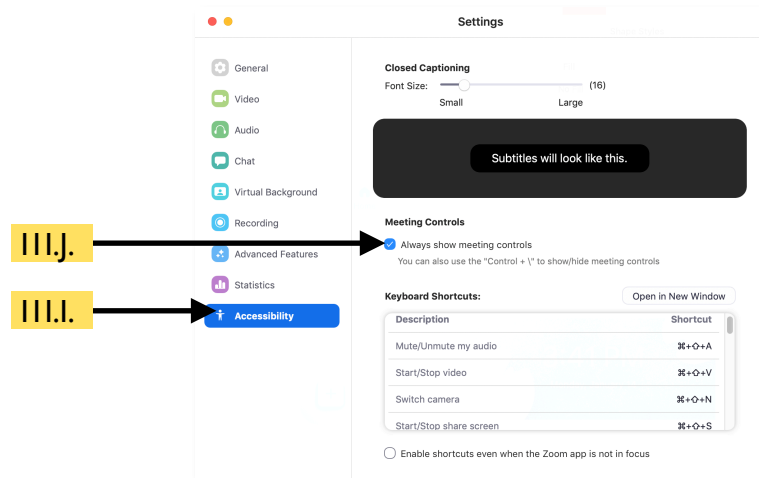 Settings
General
Video
Audio
Chat
Virtual Background
Recording
Advanced Features
Statistics
Accessibility
III.J.
III.I.
Closed Captioning
Font Size: (16)
Small Large
Subtitles will look like this.
Meeting Controls
Always show meeting controls
You can also use the "Control + \" to show/hide meeting controls
Keyboard Shortcuts: Open in New Window
Description Shortcut
Mute/Unmute my audio ⌘+⇧+A
Start/Stop video ⌘+⇧+V
Switch camera ⌘+⇧+N
Start/Stop share screen ⌘+⇧+S
Enable shortcuts even when the Zoom app is not in focus